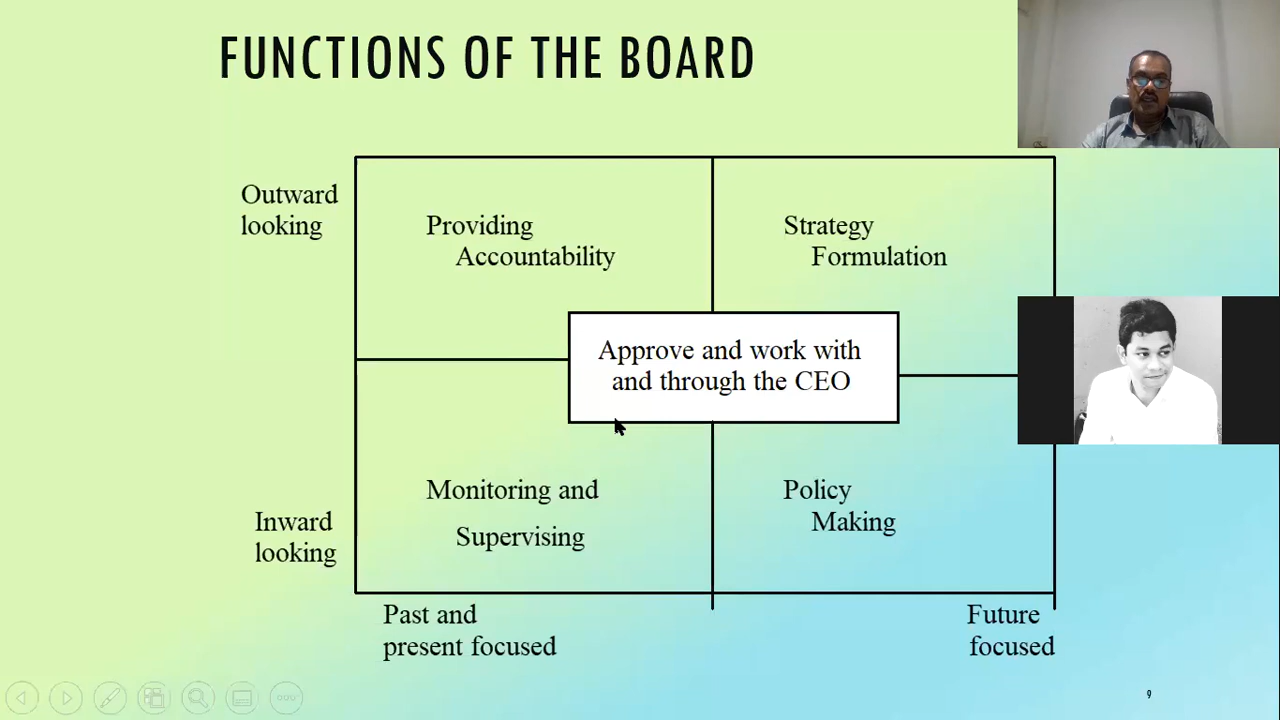 FUNCTIONS OF THE BOARD
Outward
looking
Providing
Accountability
Strategy
Formulation
Approve and work with
and through the CEO
Monitoring and
Supervising
Policy
Making
Inward
looking
Past and
present focused
Future
focused
9